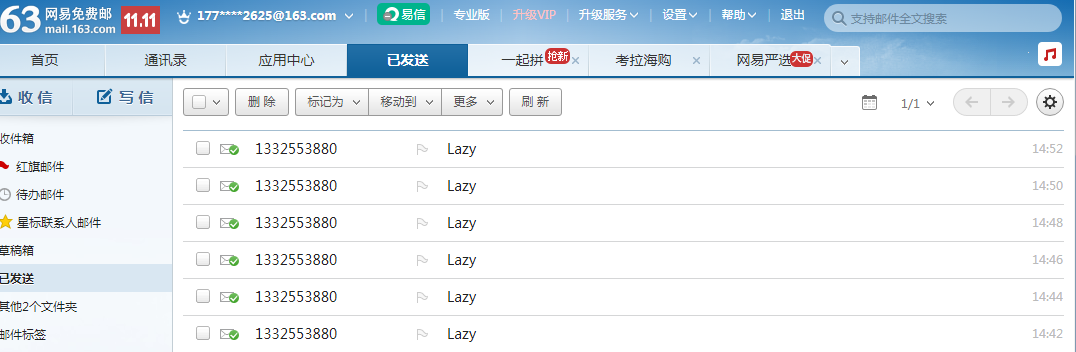 63 网易免费邮 mail.163.com 11.11 177****2625@163.com 易信 专业版 升级VIP 升级服务 设置 帮助 退出 支持邮件全文搜索
首页 通讯录 应用中心 已发送 一起拼 抢新 考拉海购 网易严选 大促
收 信 写 信
删 除 标记为 移动到 更多 刷 新 1/1
收件箱
红旗邮件
待办邮件
星标联系人邮件
草稿箱
已发送
其他2个文件夹
邮件标签
1332553880 Lazy 14:52
1332553880 Lazy 14:50
1332553880 Lazy 14:48
1332553880 Lazy 14:46
1332553880 Lazy 14:44
1332553880 Lazy 14:42